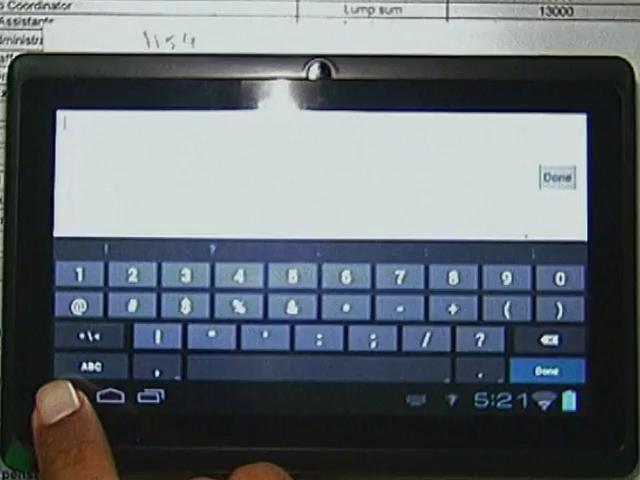 Coordinator
Lump sum
13000
Assistant
1154
Done
! ?
1 2 3 4 5 6 7 8 9 0
@ # $ % & * - + ( )
! " ' : ; / ?
ABC , . Done
5:21